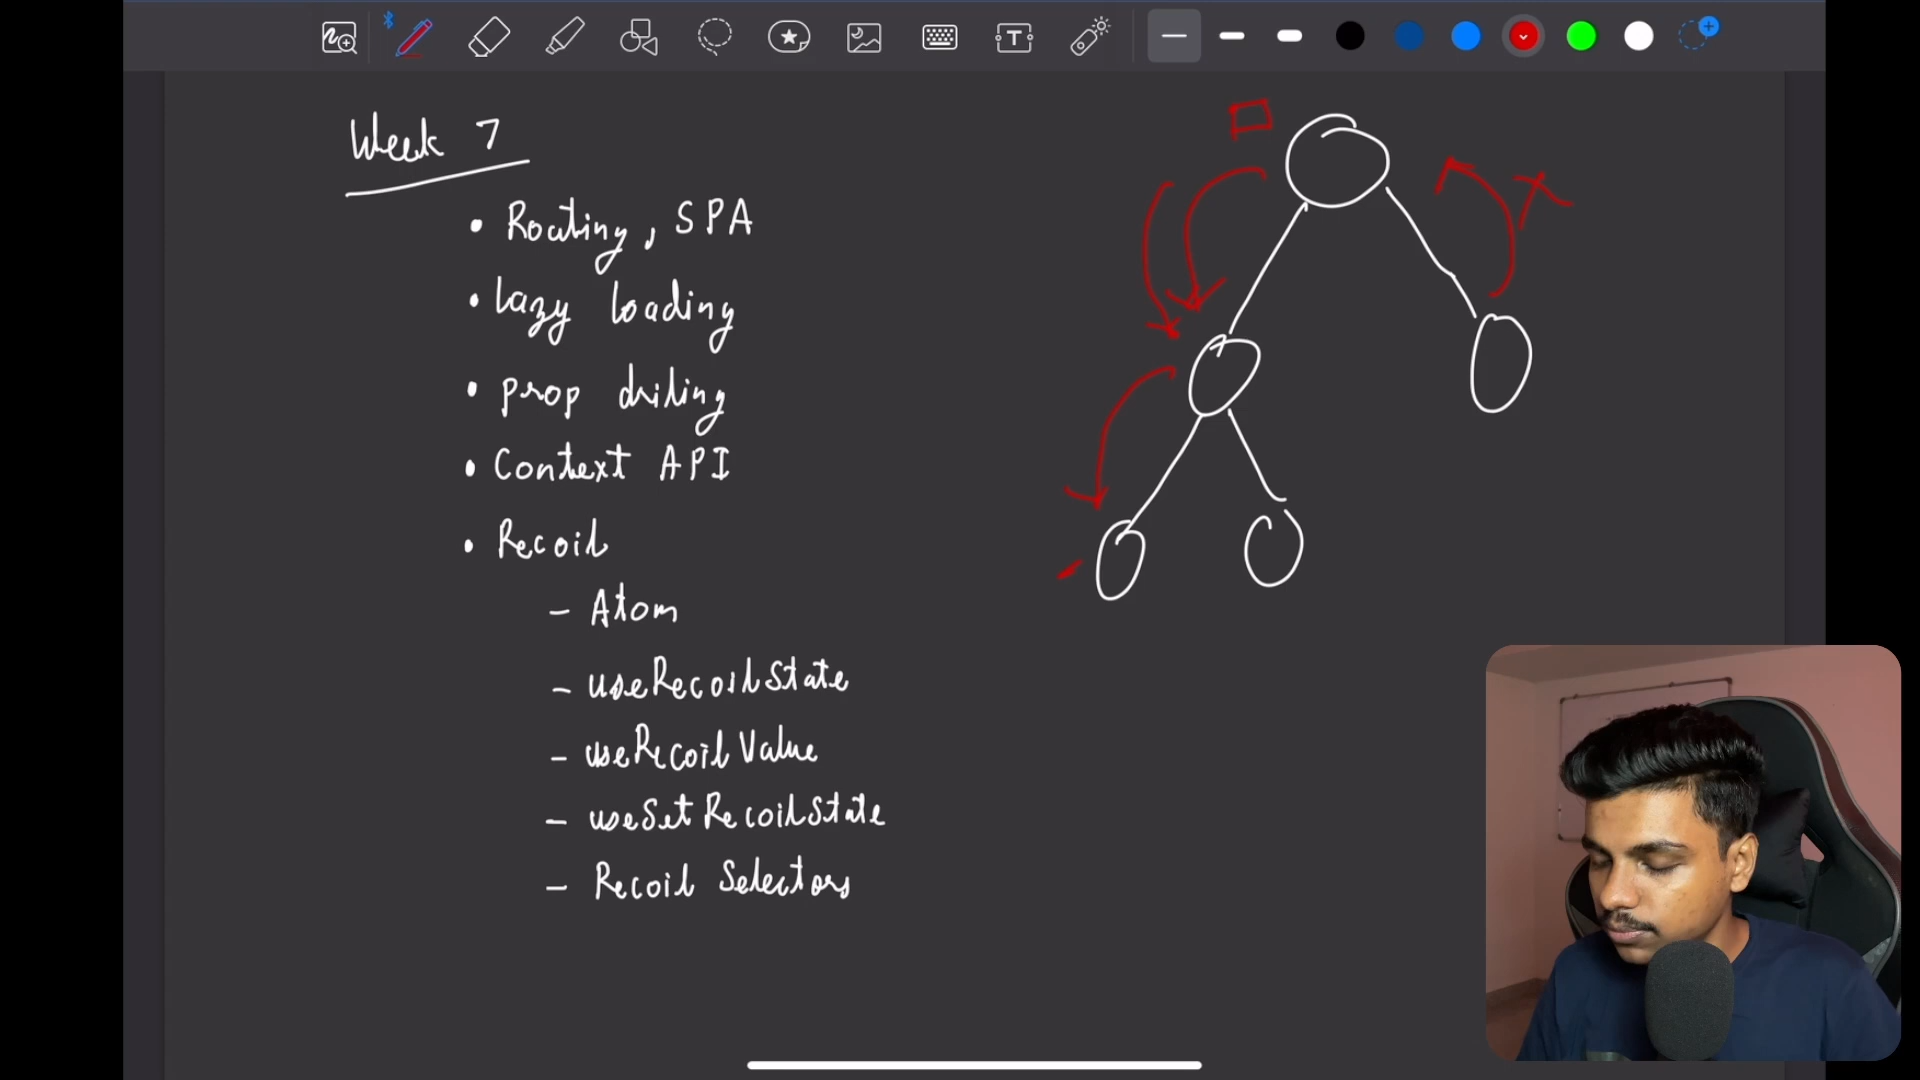 Week 7
• Routing, SPA
• Lazy loading
• prop driling
• Context API
• Recoil
- Atom
- useRecoilState
- useRecoilValue
- useSetRecoilState
- Recoil Selectors